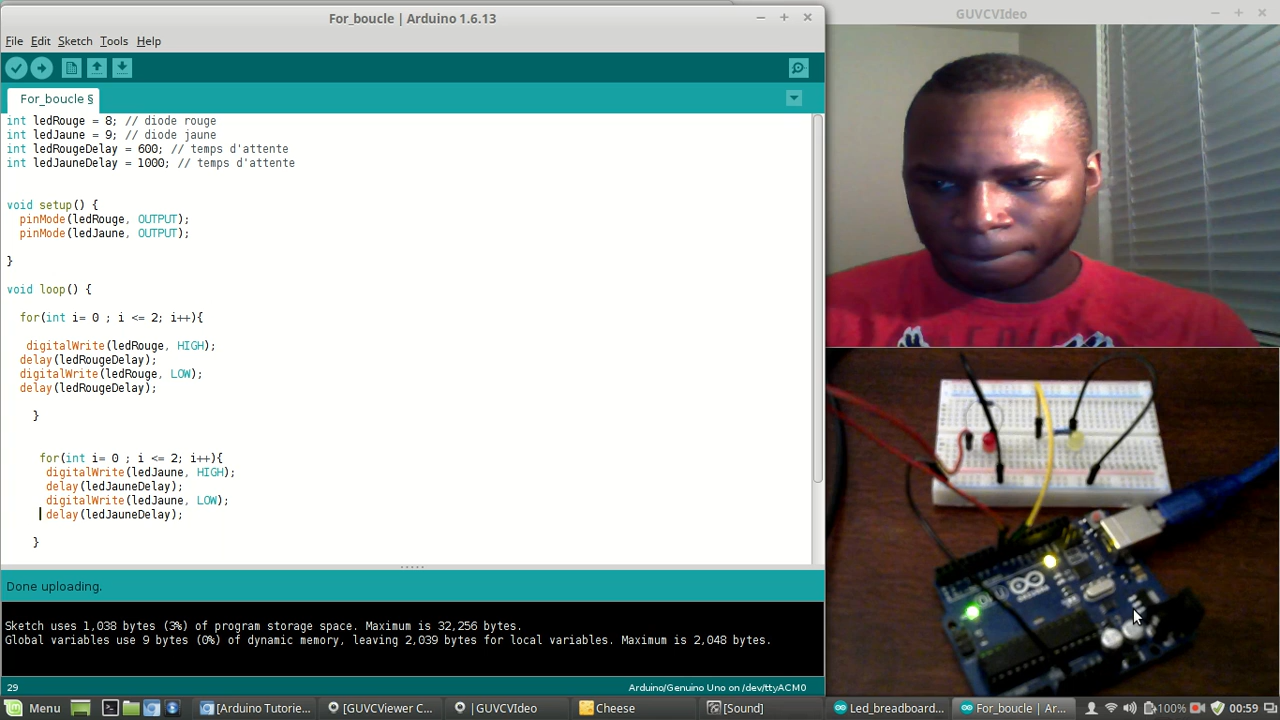 For_boucle | Arduino 1.6.13
GUVCVIdeo
File Edit Sketch Tools Help
For_boucle §
int ledRouge = 8; // diode rouge
int ledJaune = 9; // diode jaune
int ledRougeDelay = 600; // temps d'attente
int ledJauneDelay = 1000; // temps d'attente
void setup() {
pinMode(ledRouge, OUTPUT);
pinMode(ledJaune, OUTPUT);
}
void loop() {
for(int i= 0 ; i <= 2; i++){
digitalWrite(ledRouge, HIGH);
delay(ledRougeDelay);
digitalWrite(ledRouge, LOW);
delay(ledRougeDelay);
}
for(int i= 0 ; i <= 2; i++){
digitalWrite(ledJaune, HIGH);
delay(ledJauneDelay);
digitalWrite(ledJaune, LOW);
delay(ledJauneDelay);
}
Done uploading.
Sketch uses 1,038 bytes (3%) of program storage space. Maximum is 32,256 bytes.
Global variables use 9 bytes (0%) of dynamic memory, leaving 2,039 bytes for local variables. Maximum is 2,048 bytes.
29
Arduino/Genuino Uno on /dev/ttyACM0
Menu [Arduino Tutorie... [GUVCViewer C... |GUVCVIdeo Cheese [Sound] Led_breadboard... For_boucle | Ar... 100% 00:59